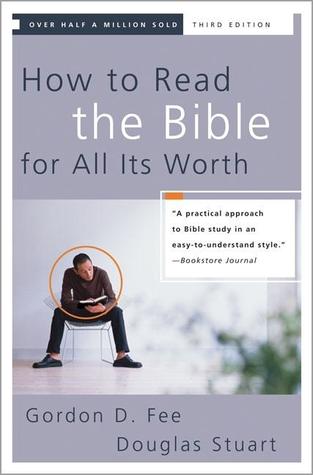 OVER HALF A MILLION SOLD THIRD EDITION
How to Read
the Bible
for All Its Worth
"A practical approach
to Bible study in an
easy-to-understand style."
—Bookstore Journal
Gordon D. Fee
Douglas Stuart